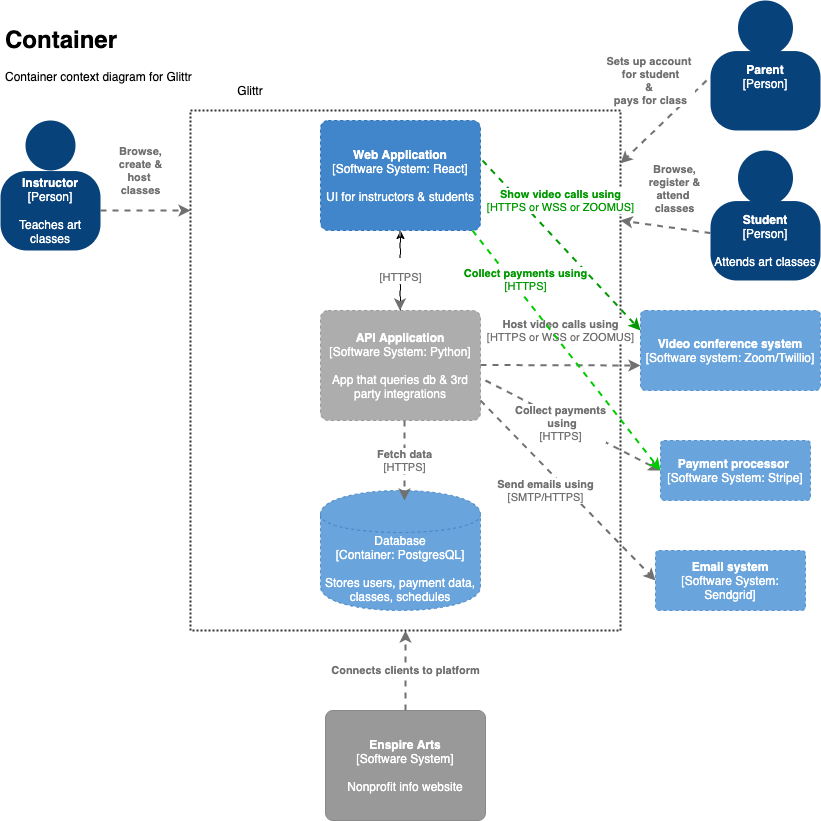 Container
Container context diagram for Glittr
Glittr
Parent
[Person]
Sets up account
for student
&
pays for class
Instructor
[Person]
Teaches art
classes
Browse,
create &
host
classes
Web Application
[Software System: React]
UI for instructors & students
Browse,
register &
attend
classes
Student
[Person]
Attends art classes
Show video calls using
[HTTPS or WSS or ZOOMUS]
Collect payments using
[HTTPS]
[HTTPS]
API Application
[Software System: Python]
App that queries db & 3rd
party integrations
Host video calls using
[HTTPS or WSS or ZOOMUS]
Video conference system
[Software system: Zoom/Twillio]
Collect payments
using
[HTTPS]
Payment processor
[Software System: Stripe]
Fetch data
[HTTPS]
Send emails using
[SMTP/HTTPS]
Database
[Container: PostgresQL]
Stores users, payment data,
classes, schedules
Email system
[Software System:
Sendgrid]
Connects clients to platform
Enspire Arts
[Software System]
Nonprofit info website